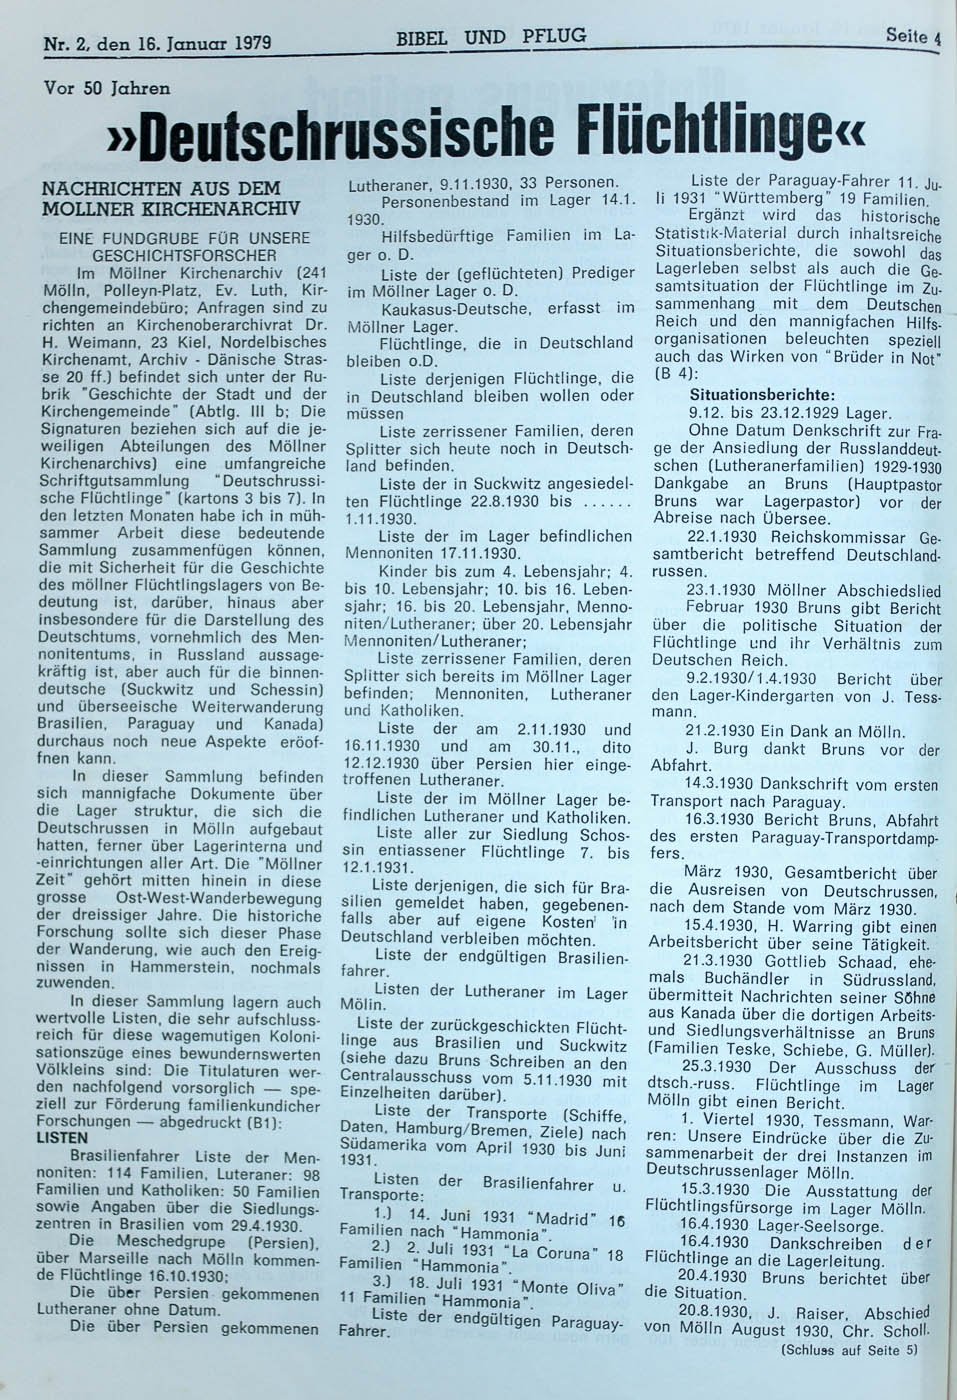 Nr. 2, den 16. Januar 1979
BIBEL UND PFLUG
Seite 4
Vor 50 Jahren
»Deutschrussische Flüchtlinge«
NACHRICHTEN AUS DEM
MOLLNER KIRCHENARCHIV
EINE FUNDGRUBE FÜR UNSERE
GESCHICHTSFORSCHER
Im Möllner Kirchenarchiv (241
Mölln, Polleyn-Platz, Ev. Luth, Kir-
chengemeindebüro; Anfragen sind zu
richten an Kirchenoberarchivrat Dr.
H. Weimann, 23 Kiel, Nordelbisches
Kirchenamt, Archiv - Dänische Stras-
se 20 ff.) befindet sich unter der Ru-
brik "Geschichte der Stadt und der
Kirchengemeinde" (Abtlg. III b; Die
Signaturen beziehen sich auf die je-
weiligen Abteilungen des Möllner
Kirchenarchivs) eine umfangreiche
Schriftgutsammlung "Deutschrussi-
sche Flüchtlinge" (kartons 3 bis 7). In
den letzten Monaten habe ich in müh-
sammer Arbeit diese bedeutende
Sammlung zusammenfügen können,
die mit Sicherheit für die Geschichte
des möllner Flüchtlingslagers von Be-
deutung ist, darüber, hinaus aber
insbesondere für die Darstellung des
Deutschtums, vornehmlich des Men-
nonitentums, in Russland aussage-
kräftig ist, aber auch für die binnen-
deutsche (Suckwitz und Schessin)
und überseeische Weiterwanderung
Brasilien, Paraguay und Kanada)
durchaus noch neue Aspekte eröof-
fnen kann.
In dieser Sammlung befinden
sich mannigfache Dokumente über
die Lager struktur, die sich die
Deutschrussen in Mölln aufgebaut
hatten, ferner über Lagerinterna und
-einrichtungen aller Art. Die "Möllner
Zeit" gehört mitten hinein in diese
grosse Ost-West-Wanderbewegung
der dreissiger Jahre. Die historiche
Forschung sollte sich dieser Phase
der Wanderung, wie auch den Ereig-
nissen in Hammerstein, nochmals
zuwenden.
In dieser Sammlung lagern auch
wertvolle Listen, die sehr aufschluss-
reich für diese wagemutigen Koloni-
sationszüge eines bewundernswerten
Völkleins sind: Die Titulaturen wer-
den nachfolgend vorsorglich — spe-
ziell zur Förderung familienkundicher
Forschungen — abgedruckt (B1):
LISTEN
Brasilienfahrer Liste der Men-
noniten: 114 Familien, Luteraner: 98
Familien und Katholiken: 50 Familien
sowie Angaben über die Siedlungs-
zentren in Brasilien vom 29.4.1930.
Die Meschedgrupe (Persien),
über Marseille nach Mölln kommen-
de Flüchtlinge 16.10.1930;
Die über Persien gekommenen
Lutheraner ohne Datum.
Die über Persien gekommenen
Lutheraner, 9.11.1930, 33 Personen.
Personenbestand im Lager 14.1.
1930.
Hilfsbedürftige Familien im La-
ger o. D.
Liste der (geflüchteten) Prediger
im Möllner Lager o. D.
Kaukasus-Deutsche, erfasst im
Möllner Lager.
Flüchtlinge, die in Deutschland
bleiben o.D.
Liste derjenigen Flüchtlinge, die
in Deutschland bleiben wollen oder
müssen
Liste zerrissener Familien, deren
Splitter sich heute noch in Deutsch-
land befinden.
Liste der in Suckwitz angesiedel-
ten Flüchtlinge 22.8.1930 bis ......
1.11.1930.
Liste der im Lager befindlichen
Mennoniten 17.11.1930.
Kinder bis zum 4. Lebensjahr; 4.
bis 10. Lebensjahr; 10. bis 16. Leben-
sjahr; 16. bis 20. Lebensjahr, Menno-
niten/Lutheraner; über 20. Lebensjahr
Mennoniten/Lutheraner;
Liste zerrissener Familien, deren
Splitter sich bereits im Möllner Lager
befinden; Mennoniten, Lutheraner
und Katholiken.
Liste der am 2.11.1930 und
16.11.1930 und am 30.11., dito
12.12.1930 über Persien hier einge-
troffenen Lutheraner.
Liste der im Möllner Lager be-
findlichen Lutheraner und Katholiken.
Liste aller zur Siedlung Schos-
sin entiassener Flüchtlinge 7. bis
12.1.1931.
Liste derjenigen, die sich für Bra-
silien gemeldet haben, gegebenen-
falls aber auf eigene Kosten in
Deutschland verbleiben möchten.
Liste der endgültigen Brasilien-
fahrer.
Listen der Lutheraner im Lager
Mölln.
Liste der zurückgeschickten Flücht-
linge aus Brasilien und Suckwitz
(siehe dazu Bruns Schreiben an den
Centralausschuss vom 5.11.1930 mit
Einzelheiten darüber).
Liste der Transporte (Schiffe,
Daten, Hamburg/Bremen, Ziele) nach
Südamerika vom April 1930 bis Juni
1931.
Listen der Brasilienfahrer u.
Transporte:
1.) 14. Juni 1931 "Madrid" 16
Familien nach "Hammonia".
2.) 2. Juli 1931 "La Coruna" 18
Familien "Hammonia".
3.) 18. Juli 1931 "Monte Oliva"
11 Familien "Hammonia".
Liste der endgültigen Paraguay-
Fahrer.
Liste der Paraguay-Fahrer 11. Ju-
li 1931 "Württemberg" 19 Familien.
Ergänzt wird das historische
Statistik-Material durch inhaltsreiche
Situationsberichte, die sowohl das
Lagerleben selbst als auch die Ge-
samtsituation der Flüchtlinge im Zu-
sammenhang mit dem Deutschen
Reich und den mannigfachen Hilfs-
organisationen beleuchten speziell
auch das Wirken von "Brüder in Not"
(B 4):
Situationsberichte:
9.12. bis 23.12.1929 Lager.
Ohne Datum Denkschrift zur Fra-
ge der Ansiedlung der Russlanddeut-
schen (Lutheranerfamilien) 1929-1930
Dankgabe an Bruns (Hauptpastor
Bruns war Lagerpastor) vor der
Abreise nach Übersee.
22.1.1930 Reichskommissar Ge-
samtbericht betreffend Deutschland-
russen.
23.1.1930 Möllner Abschiedslied
Februar 1930 Bruns gibt Bericht
über die politische Situation der
Flüchtlinge und ihr Verhältnis zum
Deutschen Reich.
9.2.1930/1.4.1930 Bericht über
den Lager-Kindergarten von J. Tess-
mann.
21.2.1930 Ein Dank an Mölln.
J. Burg dankt Bruns vor der
Abfahrt.
14.3.1930 Dankschrift vom ersten
Transport nach Paraguay.
16.3.1930 Bericht Bruns, Abfahrt
des ersten Paraguay-Transportdamp-
fers.
März 1930, Gesamtbericht über
die Ausreisen von Deutschrussen,
nach dem Stande vom März 1930.
15.4.1930, H. Warring gibt einen
Arbeitsbericht über seine Tätigkeit.
21.3.1930 Gottlieb Schaad, ehe-
mals Buchändler in Südrussland,
übermitteit Nachrichten seiner Söhne
aus Kanada über die dortigen Arbeits-
und Siedlungsverhältnisse an Bruns
(Familien Teske, Schiebe, G. Müller).
25.3.1930 Der Ausschuss der
dtsch.-russ. Flüchtlinge im Lager
Mölln gibt einen Bericht.
1. Viertel 1930, Tessmann, War-
ren: Unsere Eindrücke über die Zu-
sammenarbeit der drei Instanzen im
Deutschrussenlager Mölln.
15.3.1930 Die Ausstattung der
Flüchtlingsfürsorge im Lager Mölln.
16.4.1930 Lager-Seelsorge.
16.4.1930 Dankschreiben der
Flüchtlinge an die Lagerleitung.
20.4.1930 Bruns berichtet über
die Situation.
20.8.1930, J. Raiser, Abschied
von Mölln August 1930, Chr. Scholl.
(Schluss auf Seite 5)